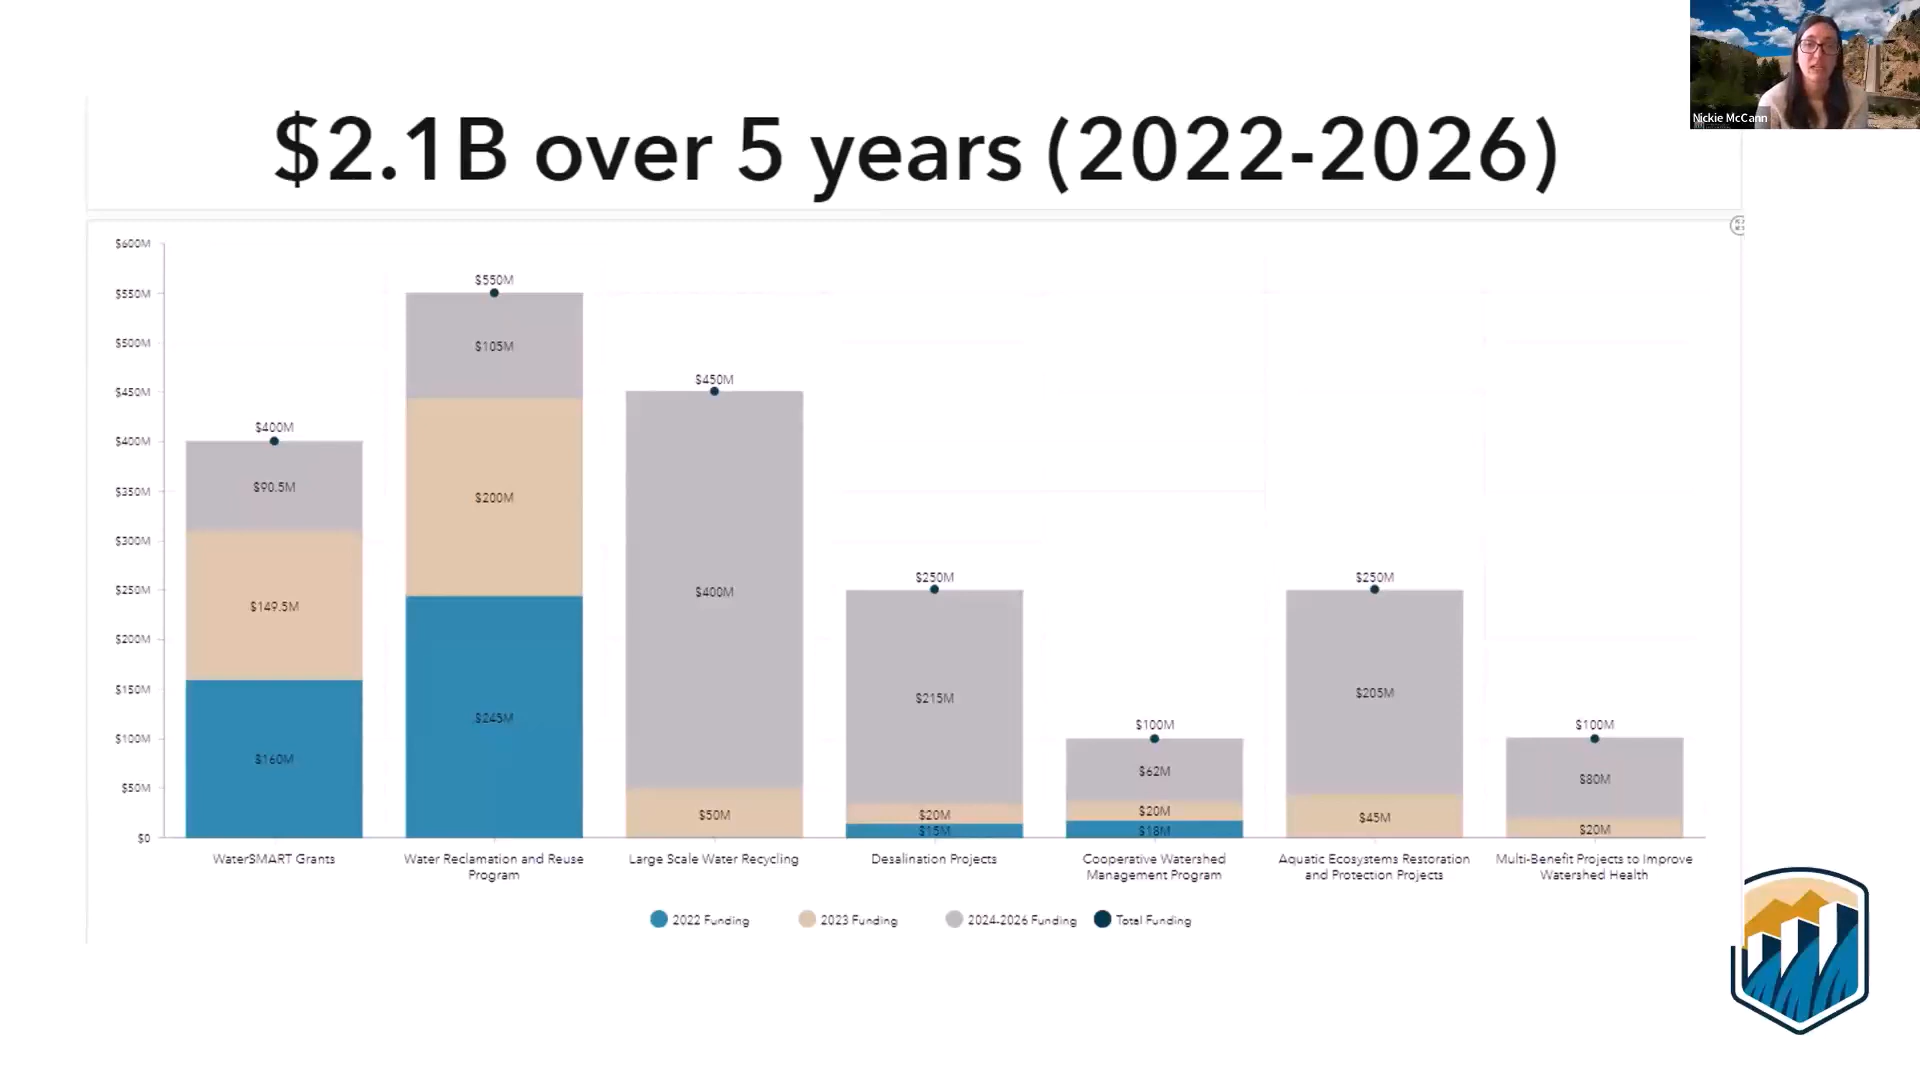 Nickie McCann
$2.1B over 5 years (2022-2026)
$600M
$550M
$500M
$450M
$400M
$350M
$300M
$250M
$200M
$150M
$100M
$50M
$0
$400M
$90.5M
$149.5M
$160M
$550M
$105M
$200M
$245M
$450M
$400M
$50M
$250M
$215M
$20M
$15M
$100M
$62M
$20M
$18M
$250M
$205M
$45M
$100M
$80M
$20M
WaterSMART Grants
Water Reclamation and Reuse
Program
Large Scale Water Recycling
Desalination Projects
Cooperative Watershed
Management Program
Aquatic Ecosystems Restoration
and Protection Projects
Multi-Benefit Projects to Improve
Watershed Health
2022 Funding
2023 Funding
2024-2026 Funding
Total Funding